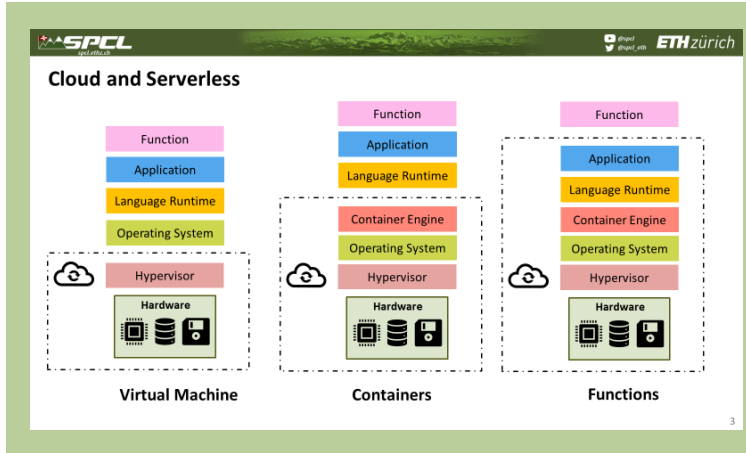 SPCL
spcl.ethz.ch
@spcl
@spcl_eth
ETH zürich
Cloud and Serverless
Function
Application
Language Runtime
Operating System
Hypervisor
Hardware
Virtual Machine
Function
Application
Language Runtime
Container Engine
Operating System
Hypervisor
Hardware
Containers
Function
Application
Language Runtime
Container Engine
Operating System
Hypervisor
Hardware
Functions
3